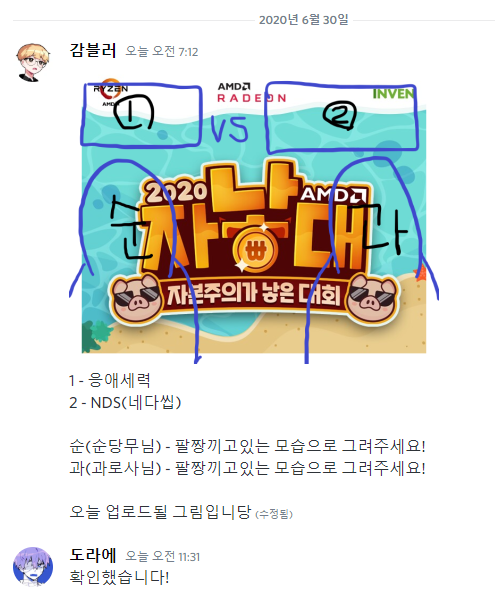 2020년 6월 30일
감블러 오늘 오전 7:12
RYZEN
AMD
AMD
RADEON
INVEN
1
VS
2
2020
AMD
자낳대
순
과
자본주의가 낳은 대회
1 - 응애세력
2 - NDS(네다씹)
순(순당무님) - 팔짱끼고있는 모습으로 그려주세요!
과(과로사님) - 팔짱끼고있는 모습으로 그려주세요!
오늘 업로드될 그림입니당 (수정됨)
도라에 오늘 오전 11:31
확인했습니다!